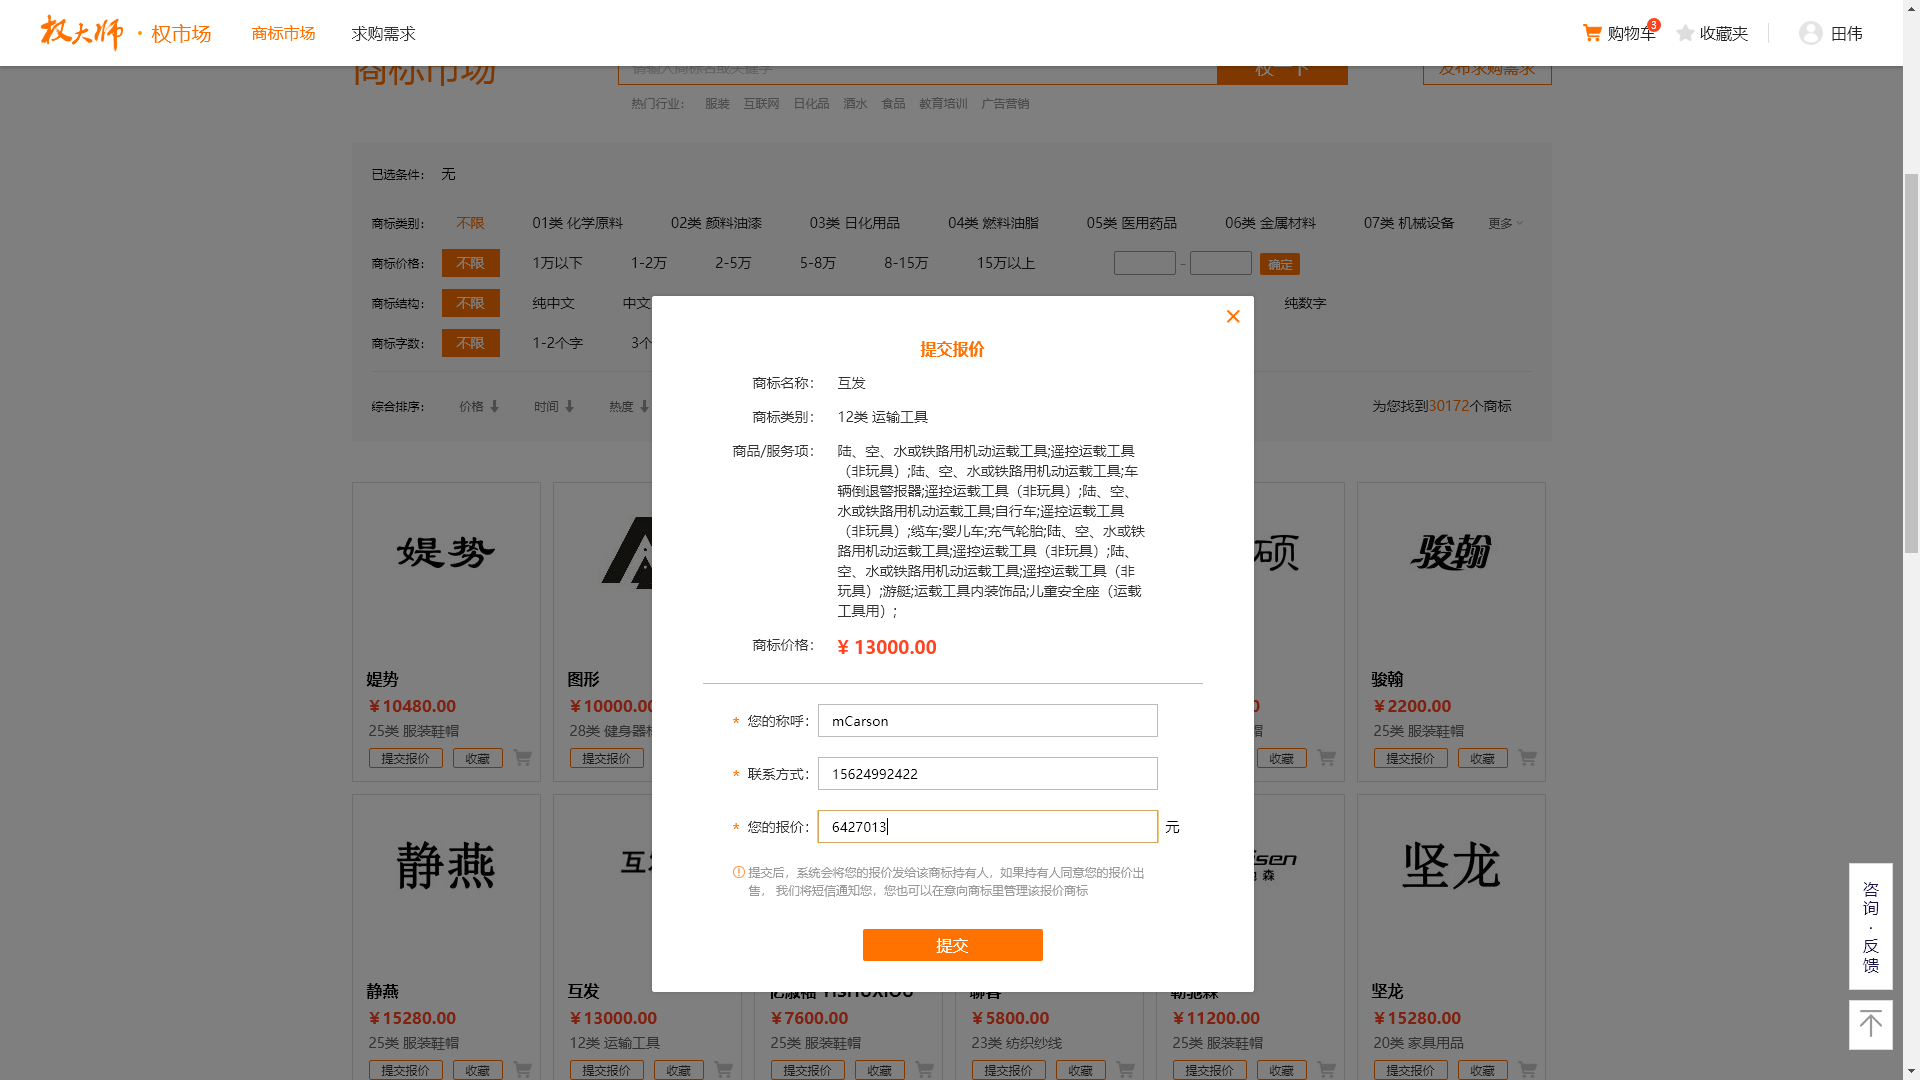 权大师 · 权市场 商标市场 求购需求 购物车 3 收藏夹 田伟
商标市场 请输入商标名或关键字 权一下 发布求购需求
热门行业： 服装 互联网 日化品 酒水 食品 教育培训 广告营销
已选条件： 无
商标类别： 不限 01类 化学原料 02类 颜料油漆 03类 日化用品 04类 燃料油脂 05类 医用药品 06类 金属材料 07类 机械设备 更多
商标价格： 不限 1万以下 1-2万 2-5万 5-8万 8-15万 15万以上 - 确定
商标结构： 不限 纯中文 中文 纯数字
商标字数： 不限 1-2个字 3个
综合排序： 价格 时间 热度 为您找到30172个商标
提交报价
商标名称： 互发
商标类别： 12类 运输工具
商品/服务项： 陆、空、水或铁路用机动运载工具;遥控运载工具
（非玩具）;陆、空、水或铁路用机动运载工具;车
辆倒退警报器;遥控运载工具（非玩具）;陆、空、
水或铁路用机动运载工具;自行车;遥控运载工具
（非玩具）;缆车;婴儿车;充气轮胎;陆、空、水或铁
路用机动运载工具;遥控运载工具（非玩具）;陆、
空、水或铁路用机动运载工具;遥控运载工具（非
玩具）;游艇;运载工具内装饰品;儿童安全座（运载
工具用）;
商标价格： ¥ 13000.00
* 您的称呼： mCarson
* 联系方式： 15624992422
* 您的报价： 6427013 元
提交后，系统会将您的报价发给该商标持有人，如果持有人同意您的报价出
售， 我们将短信通知您，您也可以在意向商标里管理该报价商标
提交
媞势 硕 骏翰
媞势 图形 骏翰
￥10480.00 ￥10000.00 0 ￥2200.00
25类 服装鞋帽 28类 健身器 帽 25类 服装鞋帽
提交报价 收藏 提交报价 收藏 提交报价 收藏
静燕 互 sen 森 坚龙
静燕 互发 YISHUXIOU 坚龙
￥15280.00 ￥13000.00 ￥7600.00 ￥5800.00 ￥11200.00 ￥15280.00
25类 服装鞋帽 12类 运输工具 25类 服装鞋帽 23类 纺织纱线 25类 服装鞋帽 20类 家具用品
提交报价 收藏 提交报价 收藏 提交报价 收藏 提交报价 收藏 提交报价 收藏 提交报价 收藏
咨
询
·
反
馈